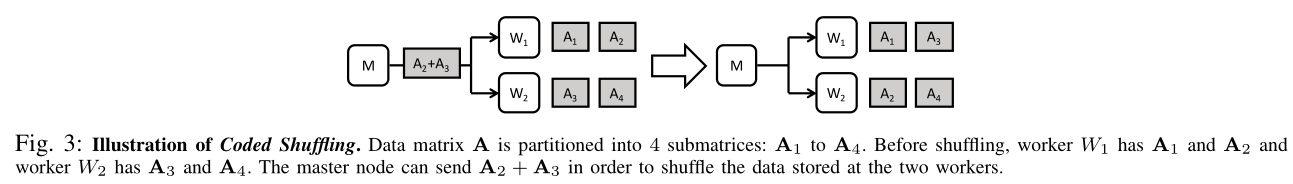 M
A₂+A₃
W₁ A₁ A₂
W₂ A₃ A₄
M
W₁ A₁ A₃
W₂ A₂ A₄
Fig. 3: Illustration of Coded Shuffling. Data matrix A is partitioned into 4 submatrices: A₁ to A₄. Before shuffling, worker W₁ has A₁ and A₂ and
worker W₂ has A₃ and A₄. The master node can send A₂ + A₃ in order to shuffle the data stored at the two workers.